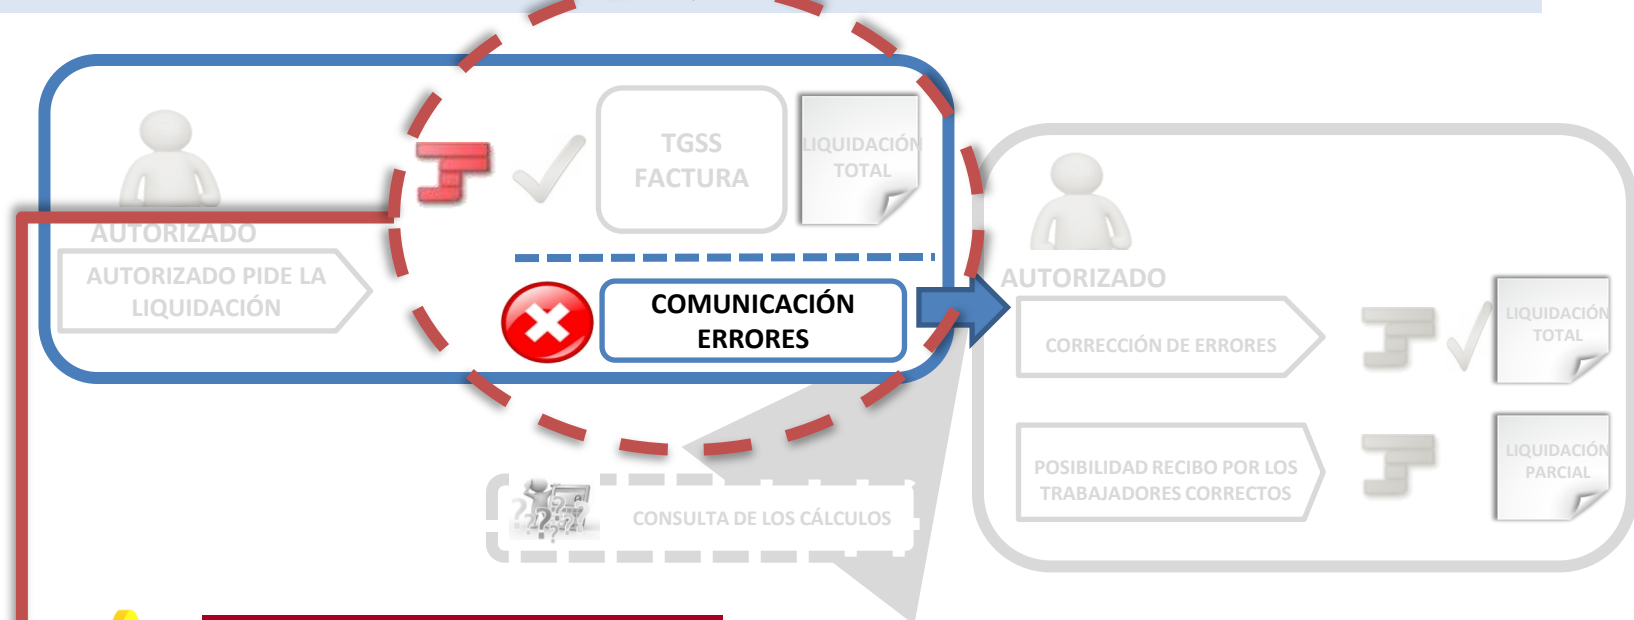 TGSS
FACTURA
LIQUIDACIÓN
TOTAL
AUTORIZADO
AUTORIZADO PIDE LA
LIQUIDACIÓN
COMUNICACIÓN
ERRORES
AUTORIZADO
CORRECCIÓN DE ERRORES
LIQUIDACIÓN
TOTAL
POSIBILIDAD RECIBO POR LOS
TRABAJADORES CORRECTOS
LIQUIDACIÓN
PARCIAL
CONSULTA DE LOS CÁLCULOS